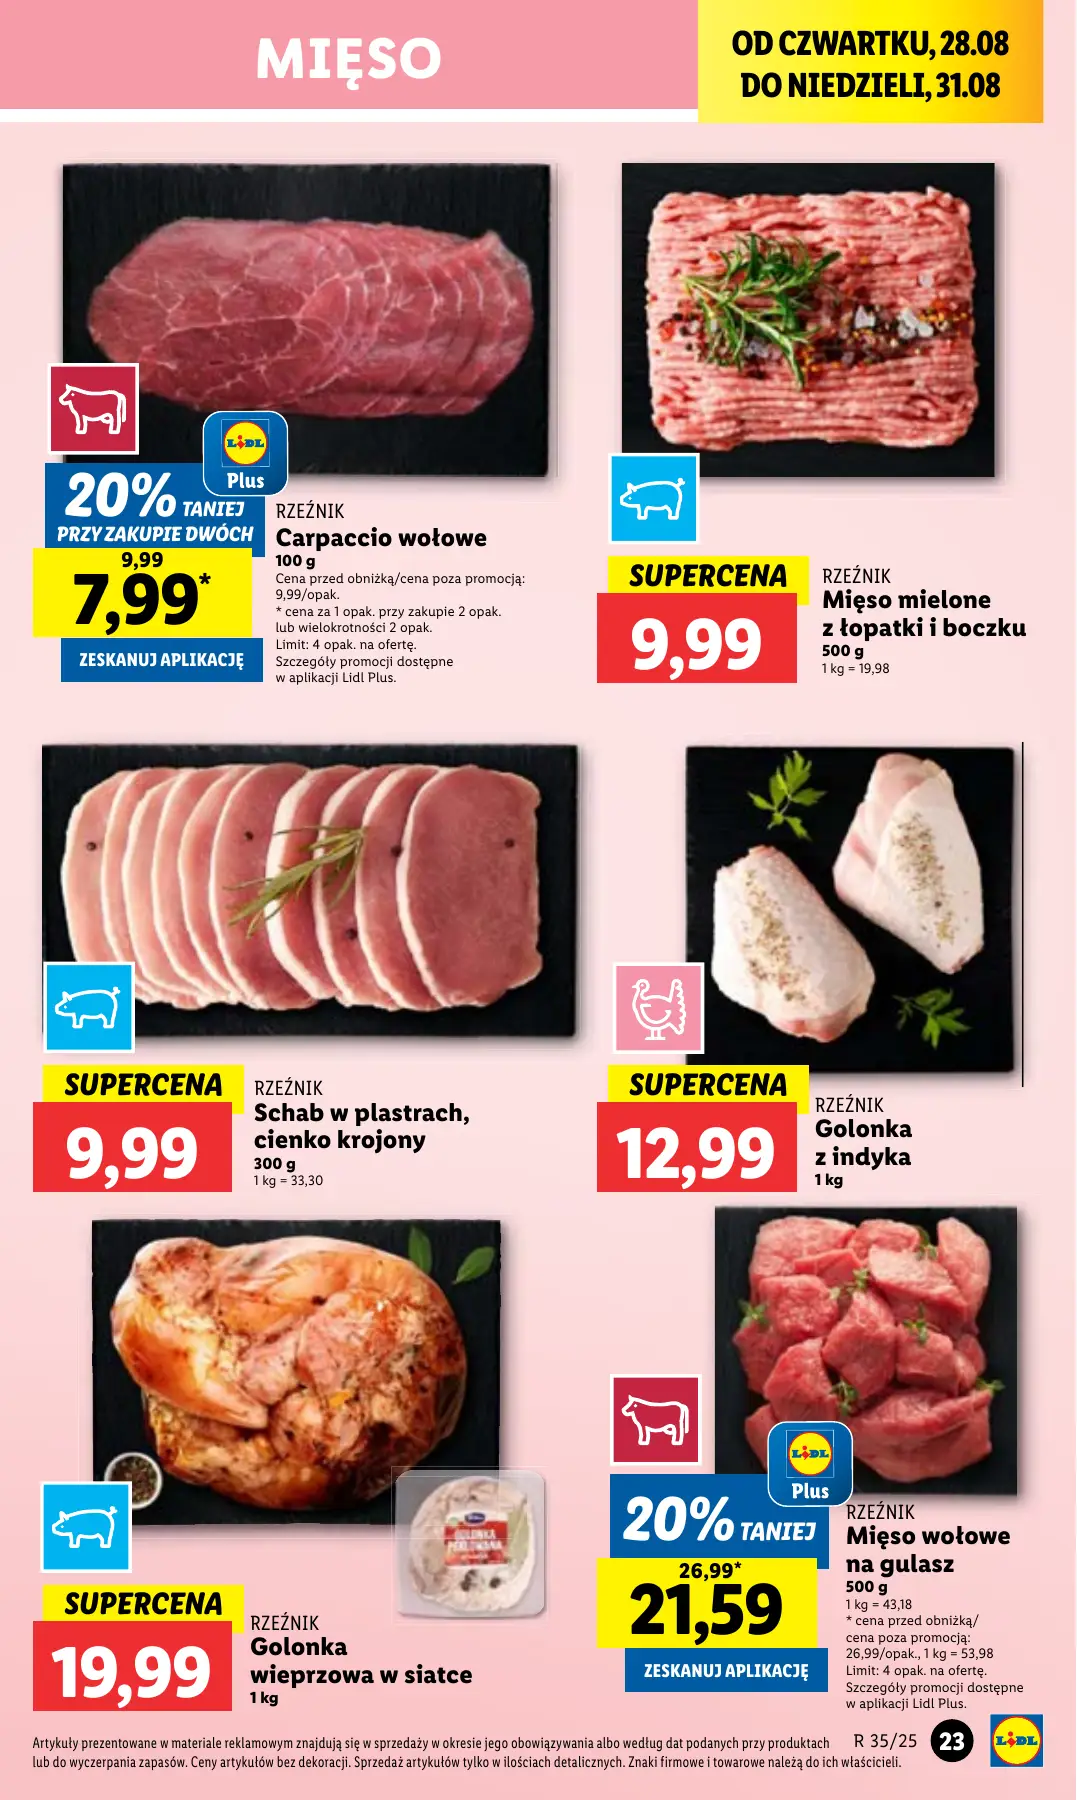 MIĘSO
OD CZWARTKU, 28.08
DO NIEDZIELI, 31.08
LIDL
Plus
20% TANIEJ
PRZY ZAKUPIE DWÓCH
9,99
7,99*
ZESKANUJ APLIKACJĘ
RZEŹNIK
Carpaccio wołowe
100 g
Cena przed obniżką/cena poza promocją:
9,99/opak.
* cena za 1 opak. przy zakupie 2 opak.
lub wielokrotności 2 opak.
Limit: 4 opak. na ofertę.
Szczegóły promocji dostępne
w aplikacji Lidl Plus.
SUPERCENA
9,99
RZEŹNIK
Mięso mielone
z łopatki i boczku
500 g
1 kg = 19,98
SUPERCENA
9,99
RZEŹNIK
Schab w plastrach,
cienko krojony
300 g
1 kg = 33,30
SUPERCENA
12,99
RZEŹNIK
Golonka
z indyka
1 kg
GOLONKA
PEKLOWANA
SUPERCENA
19,99
RZEŹNIK
Golonka
wieprzowa w siatce
1 kg
LIDL
Plus
20% TANIEJ
26,99*
21,59
ZESKANUJ APLIKACJĘ
RZEŹNIK
Mięso wołowe
na gulasz
500 g
1 kg = 43,18
* cena przed obniżką/
cena poza promocją:
26,99/opak., 1 kg = 53,98
Limit: 4 opak. na ofertę.
Szczegóły promocji dostępne
w aplikacji Lidl Plus.
Artykuły prezentowane w materiale reklamowym znajdują się w sprzedaży w okresie jego obowiązywania albo według dat podanych przy produktach
lub do wyczerpania zapasów. Ceny artykułów bez dekoracji. Sprzedaż artykułów tylko w ilościach detalicznych. Znaki firmowe i towarowe należą do ich właścicieli.
R 35/25
23
LIDL